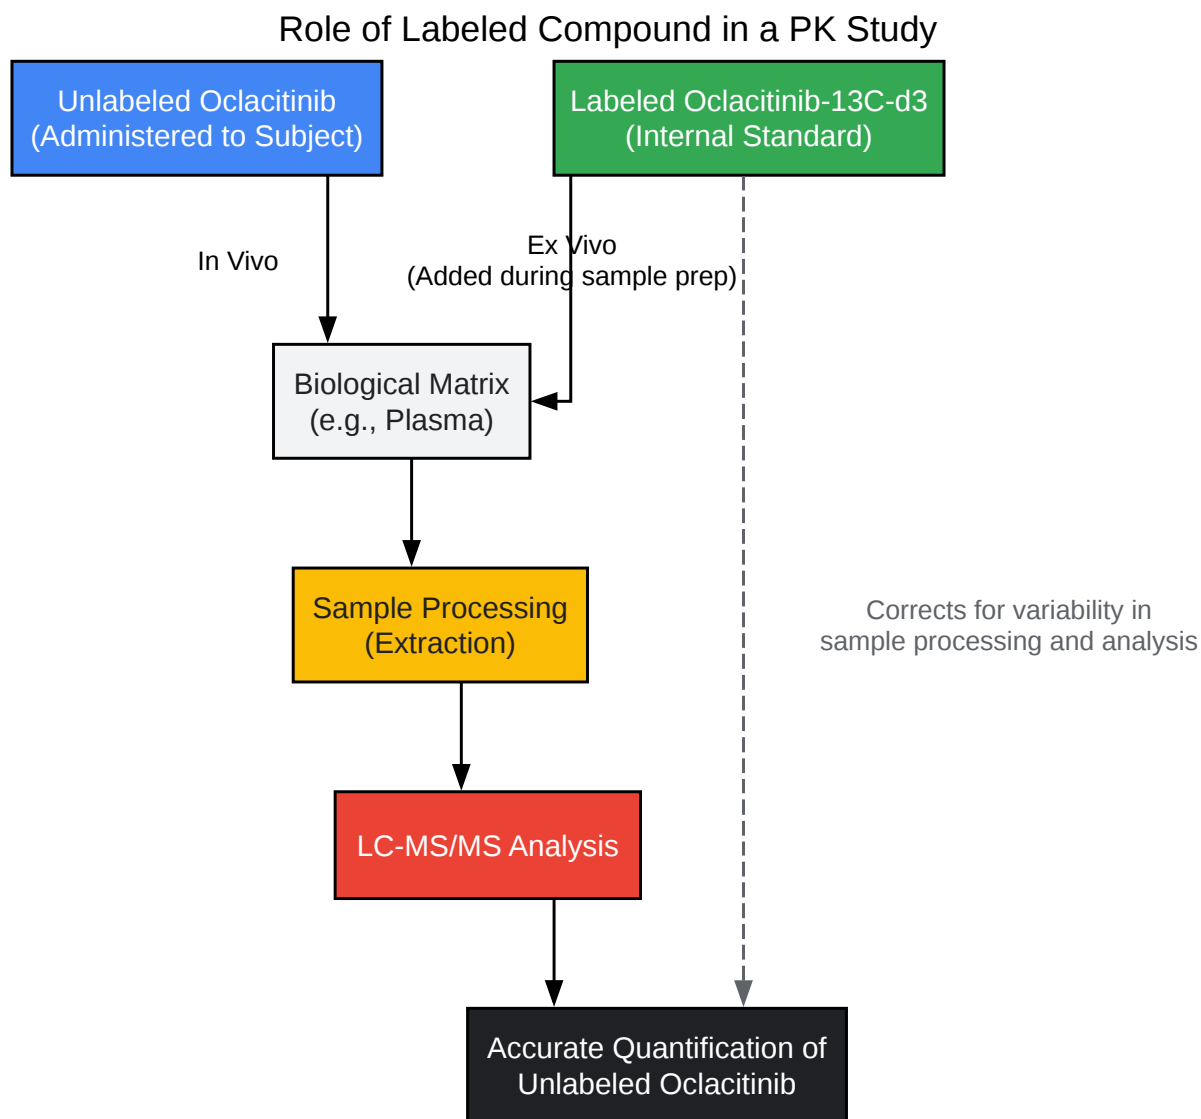 Role of Labeled Compound in a PK Study
Unlabeled Oclacitinib
(Administered to Subject)
Labeled Oclacitinib-13C-d3
(Internal Standard)
In Vivo
Ex Vivo
(Added during sample prep)
Biological Matrix
(e.g., Plasma)
Sample Processing
(Extraction)
Corrects for variability in
sample processing and analysis
LC-MS/MS Analysis
Accurate Quantification of
Unlabeled Oclacitinib